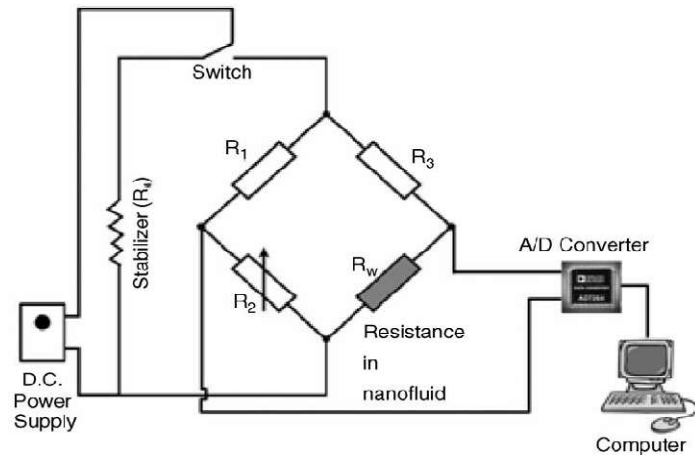 Switch
R1
R3
Stabilizer (R4)
A/D Converter
R2
Rw
Resistance
in
nanofluid
D.C.
Power
Supply
Computer